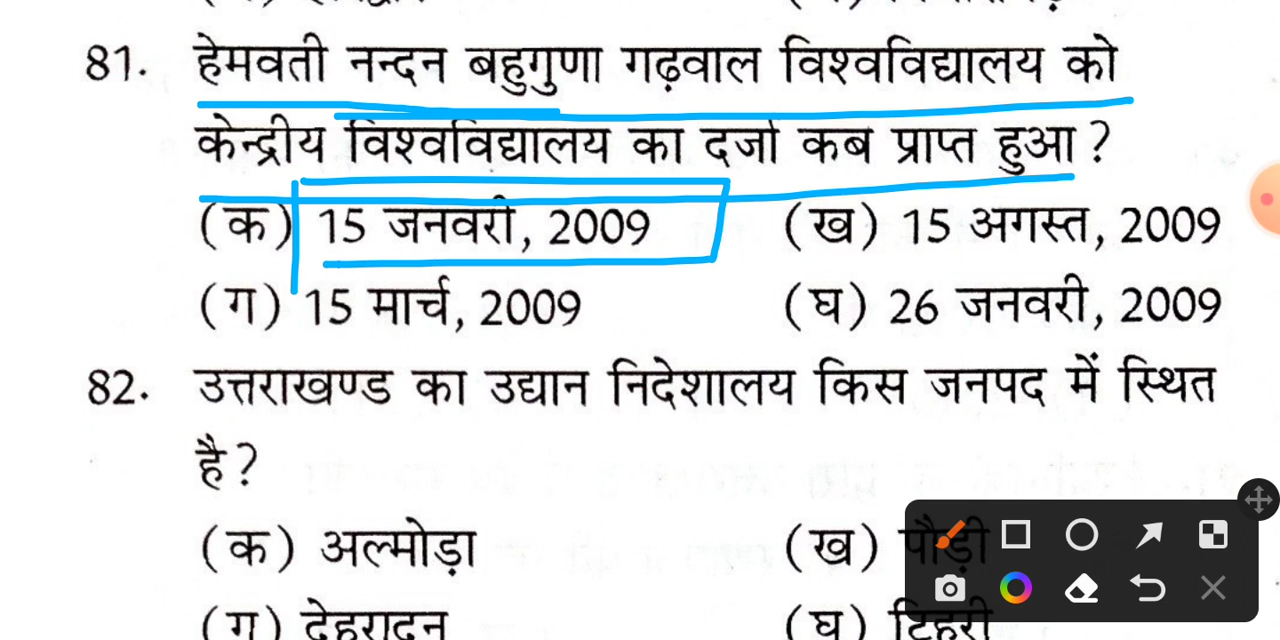 81. हेमवती नन्दन बहुगुणा गढ़वाल विश्वविद्यालय को
केन्द्रीय विश्वविद्यालय का दर्जा कब प्राप्त हुआ?
(क) 15 जनवरी, 2009 (ख) 15 अगस्त, 2009
(ग) 15 मार्च, 2009 (घ) 26 जनवरी, 2009
82. उत्तराखण्ड का उद्यान निदेशालय किस जनपद में स्थित
है?
(क) अल्मोड़ा (ख) पौड़ी
(ग) देहरादून (घ) टिहरी